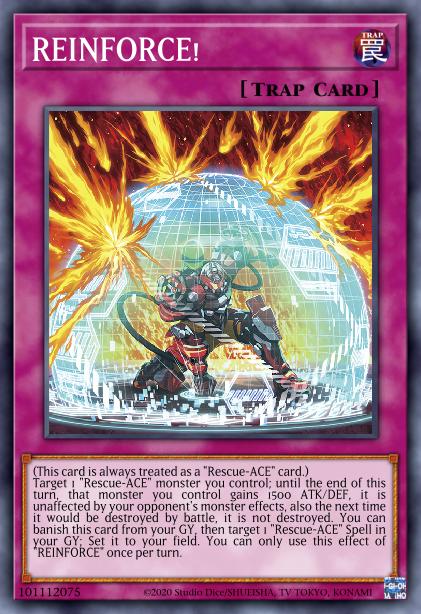 REINFORCE!
TRAP
罠
[TRAP CARD]
(This card is always treated as a "Rescue-ACE" card.)
Target 1 "Rescue-ACE" monster you control; until the end of this
turn, that monster you control gains 1500 ATK/DEF, it is
unaffected by your opponent's monster effects, also the next time
it would be destroyed by battle, it is not destroyed. You can
banish this card from your GY, then target 1 "Rescue-ACE" Spell in
your GY; Set it to your field. You can only use this effect of
"REINFORCE" once per turn.
101112075
©2020 Studio Dice/SHUEISHA, TV TOKYO, KONAMI